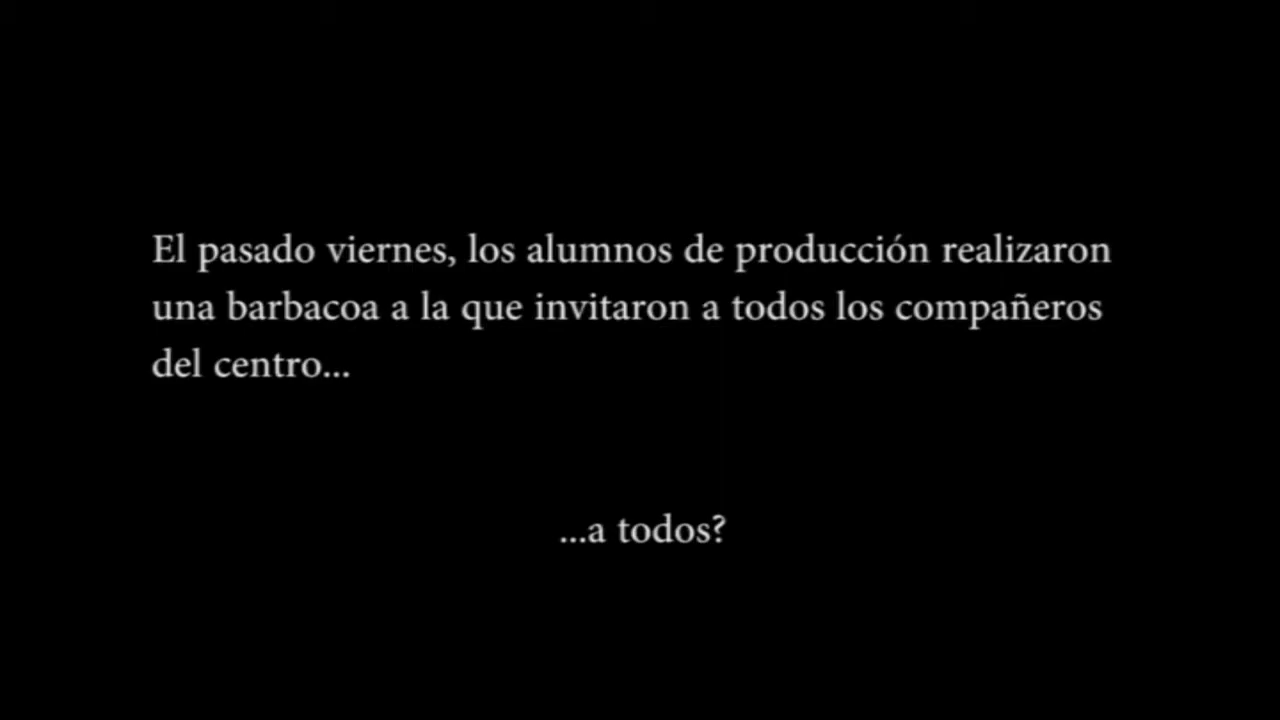 El pasado viernes, los alumnos de producción realizaron
una barbacoa a la que invitaron a todos los compañeros
del centro...
...a todos?